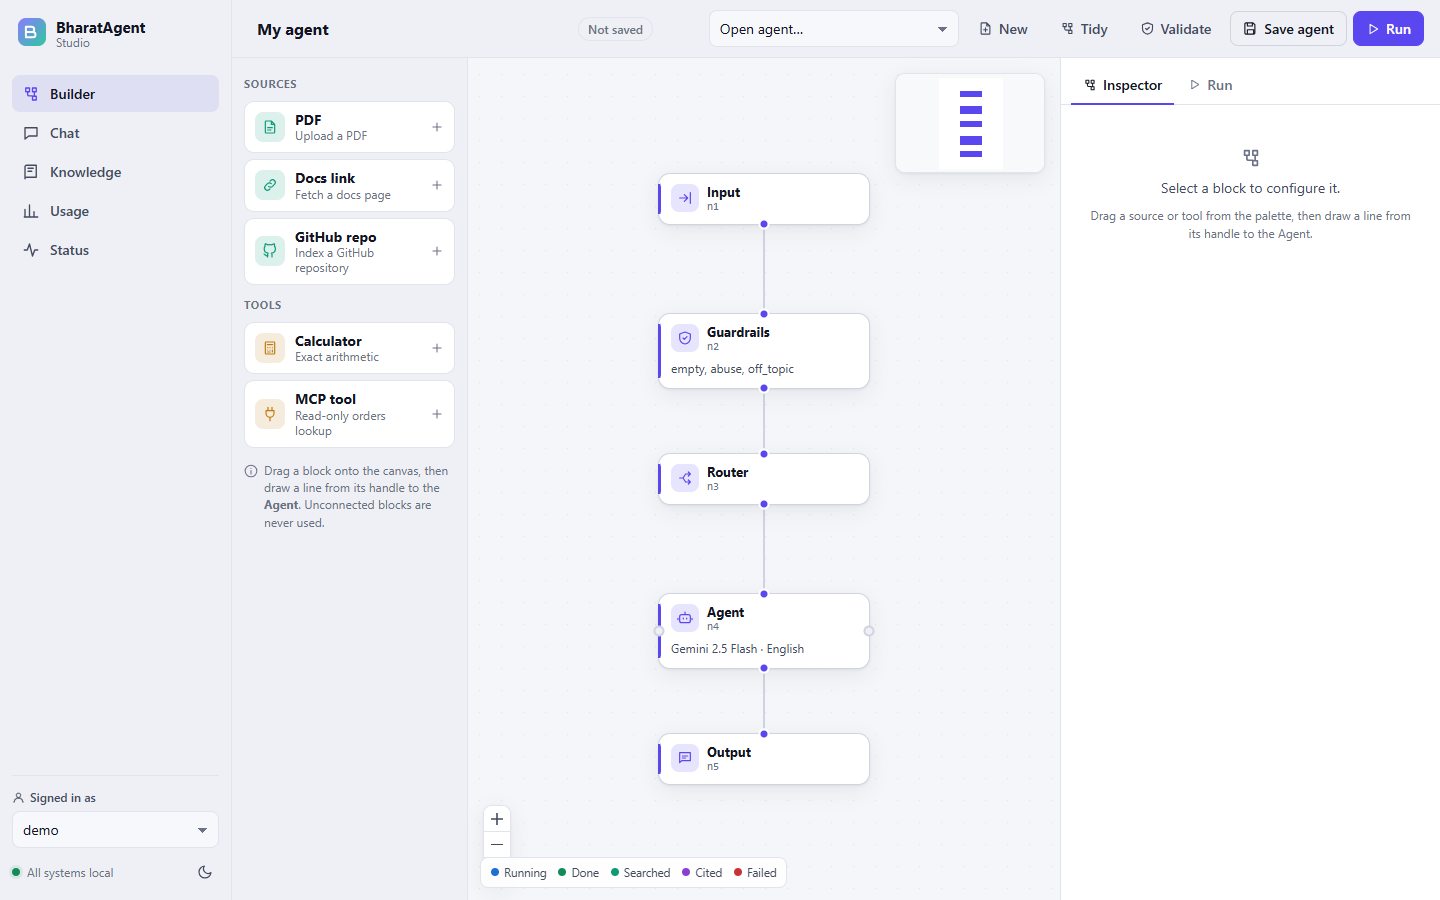 BharatAgent
Studio
Builder
Chat
Knowledge
Usage
Status
Signed in as
demo
All systems local
My agent
Not saved
Open agent...
New
Tidy
Validate
Save agent
Run
SOURCES
PDF
Upload a PDF
Docs link
Fetch a docs page
GitHub repo
Index a GitHub
repository
TOOLS
Calculator
Exact arithmetic
MCP tool
Read-only orders
lookup
Drag a block onto the canvas, then
draw a line from its handle to the
Agent. Unconnected blocks are
never used.
Input
n1
Guardrails
n2
empty, abuse, off_topic
Router
n3
Agent
n4
Gemini 2.5 Flash · English
Output
n5
Running
Done
Searched
Cited
Failed
Inspector
Run
Select a block to configure it.
Drag a source or tool from the palette, then draw a line from
its handle to the Agent.